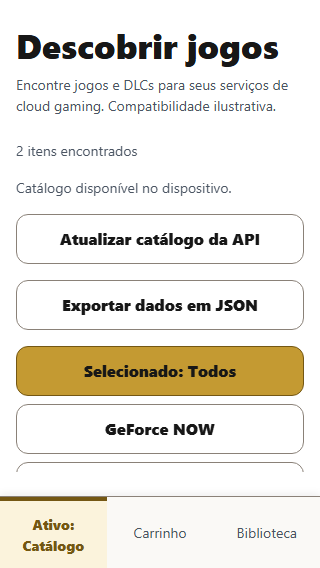 Descobrir jogos
Encontre jogos e DLCs para seus serviços de
cloud gaming. Compatibilidade ilustrativa.
2 itens encontrados
Catálogo disponível no dispositivo.
Atualizar catálogo da API
Exportar dados em JSON
Selecionado: Todos
GeForce NOW
Ativo:
Catálogo
Carrinho
Biblioteca